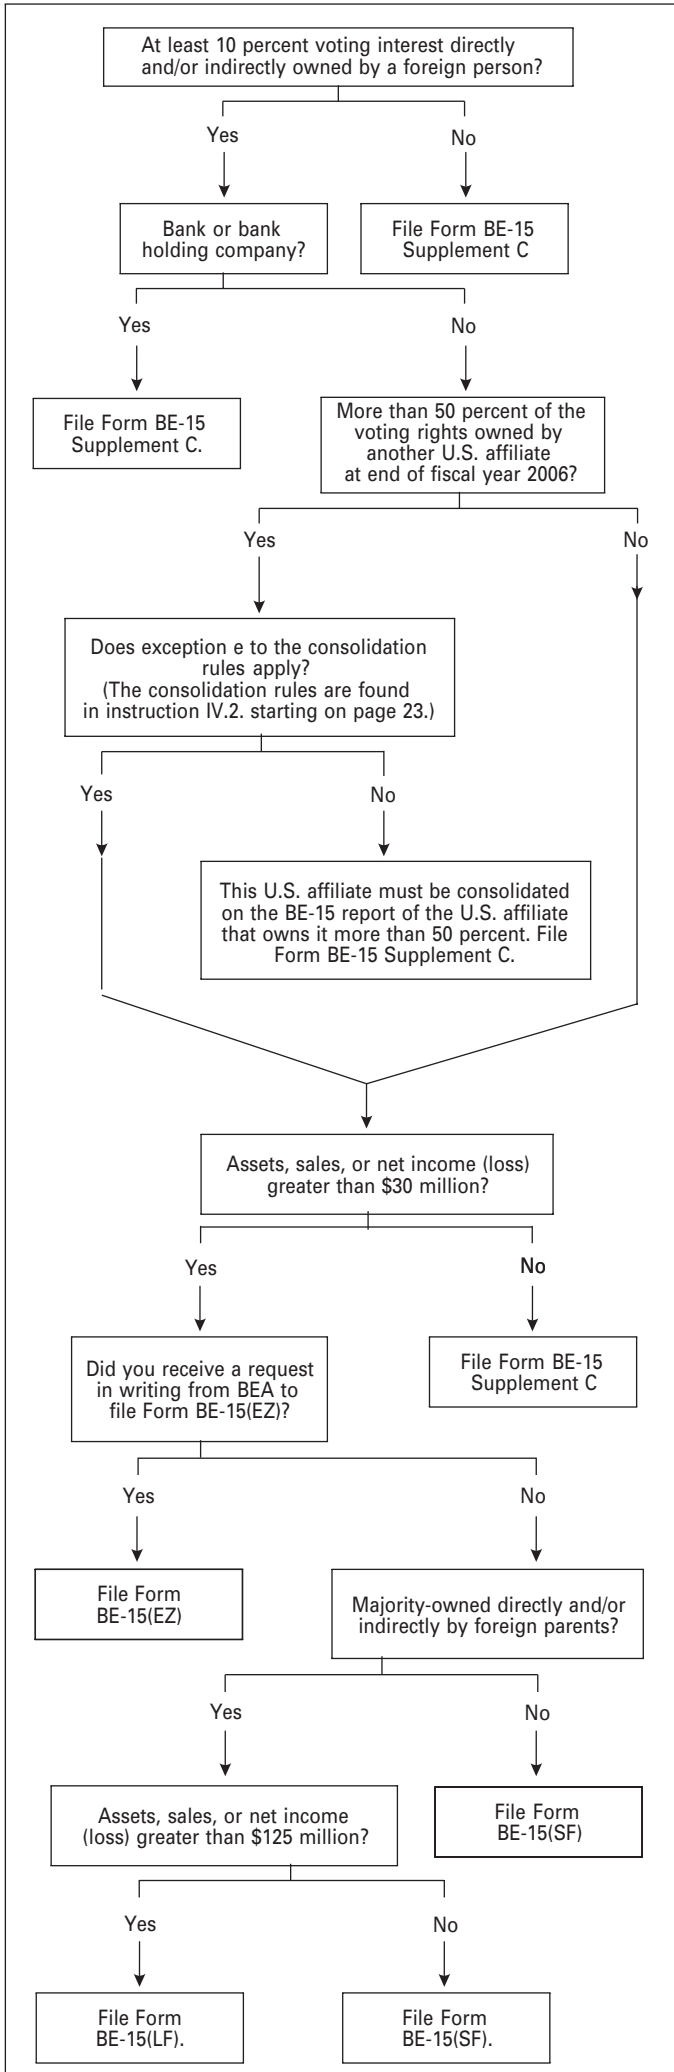 At least 10 percent voting interest directly
and/or indirectly owned by a foreign person?
Yes
No
Bank or bank
holding company?
File Form BE-15
Supplement C
Yes
No
File Form BE-15
Supplement C.
More than 50 percent of the
voting rights owned by
another U.S. affiliate
at end of fiscal year 2006?
Yes
No
Does exception e to the consolidation
rules apply?
(The consolidation rules are found
in instruction IV.2. starting on page 23.)
Yes
No
This U.S. affiliate must be consolidated
on the BE-15 report of the U.S. affiliate
that owns it more than 50 percent. File
Form BE-15 Supplement C.
Assets, sales, or net income (loss)
greater than $30 million?
Yes
No
Did you receive a request
in writing from BEA to
file Form BE-15(EZ)?
File Form BE-15
Supplement C
Yes
No
File Form
BE-15(EZ)
Majority-owned directly and/or
indirectly by foreign parents?
Yes
No
Assets, sales, or net income
(loss) greater than $125 million?
File Form
BE-15(SF)
Yes
No
File Form
BE-15(LF).
File Form
BE-15(SF).